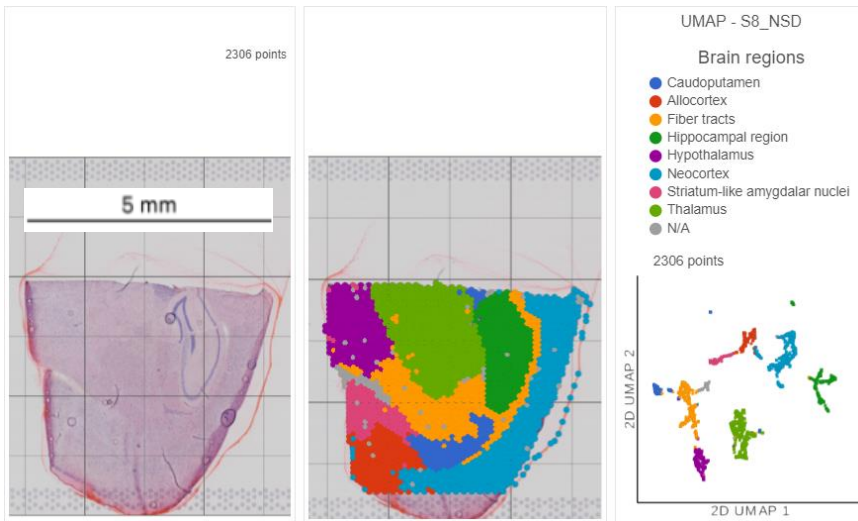 2306 points
5 mm
UMAP - S8_NSD
Brain regions
Caudoputamen
Allocortex
Fiber tracts
Hippocampal region
Hypothalamus
Neocortex
Striatum-like amygdalar nuclei
Thalamus
N/A
2306 points
2D UMAP 2
2D UMAP 1